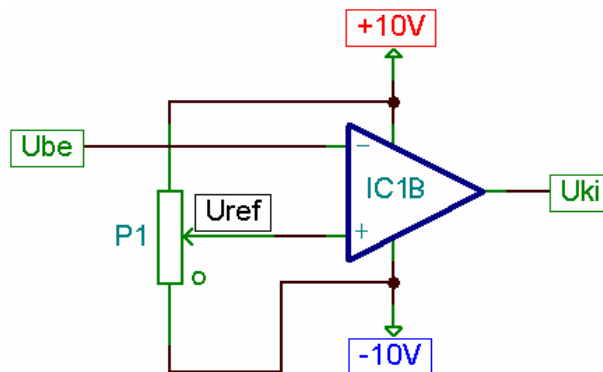 +10V
Ube
−
IC1B
Uki
Uref
P1
+
o
-10V